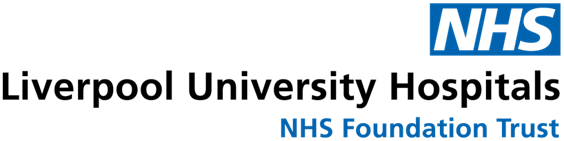 NHS
Liverpool University Hospitals
NHS Foundation Trust